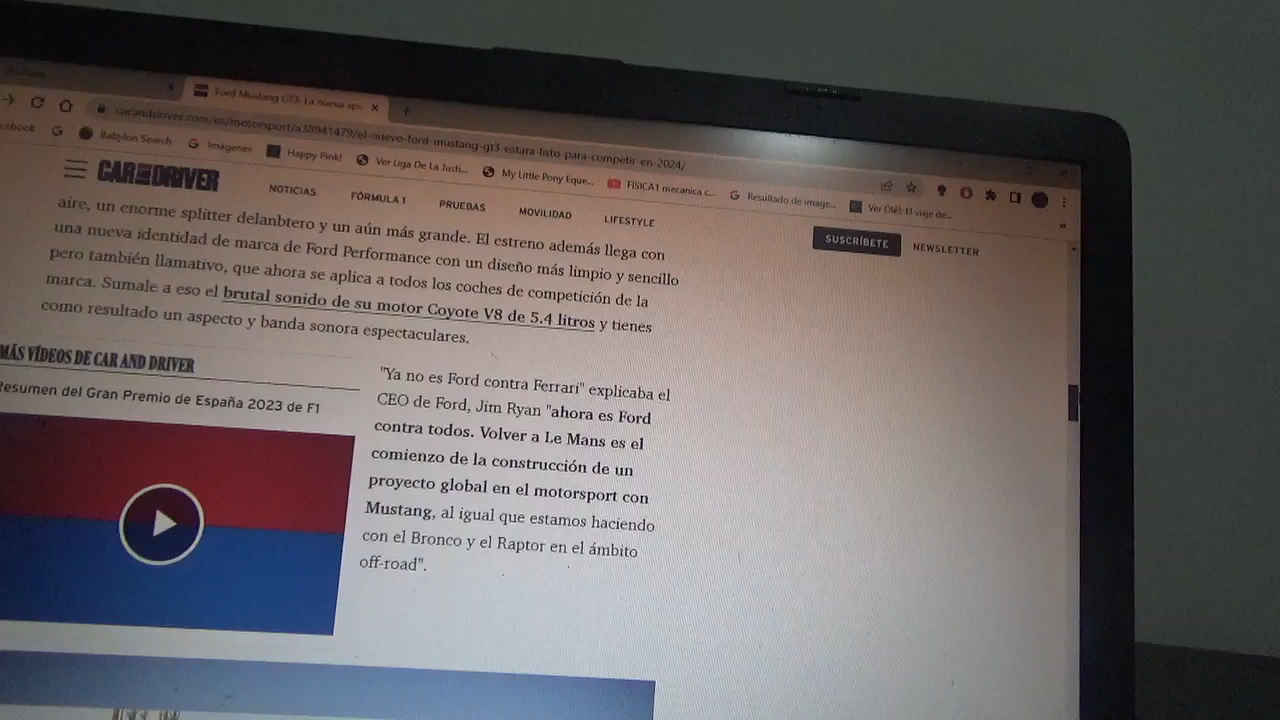 Ford Mustang GT3: La nueva apu
caranddriver.com/es/motorsport/a38941479/el-nuevo-ford-mustang-gt3-estara-listo-para-competir-en-2024/
cebook
Babylon Search
Imágenes
Happy Pink!
Ver Liga De La Justi...
My Little Pony Eque...
FÍSICA1 mecanica c...
Resultado de image...
Ver Olé!: El viaje de...
CAR AND DRIVER
NOTICIAS
FÓRMULA 1
PRUEBAS
MOVILIDAD
LIFESTYLE
SUSCRÍBETE
NEWSLETTER
aire, un enorme splitter delanbtero y un aún más grande. El estreno además llega con
una nueva identidad de marca de Ford Performance con un diseño más limpio y sencillo
pero también llamativo, que ahora se aplica a todos los coches de competición de la
marca. Sumale a eso el brutal sonido de su motor Coyote V8 de 5.4 litros y tienes
como resultado un aspecto y banda sonora espectaculares.
MÁS VÍDEOS DE CAR AND DRIVER
Resumen del Gran Premio de España 2023 de F1
"Ya no es Ford contra Ferrari" explicaba el
CEO de Ford, Jim Ryan "ahora es Ford
contra todos. Volver a Le Mans es el
comienzo de la construcción de un
proyecto global en el motorsport con
Mustang, al igual que estamos haciendo
con el Bronco y el Raptor en el ámbito
off-road".